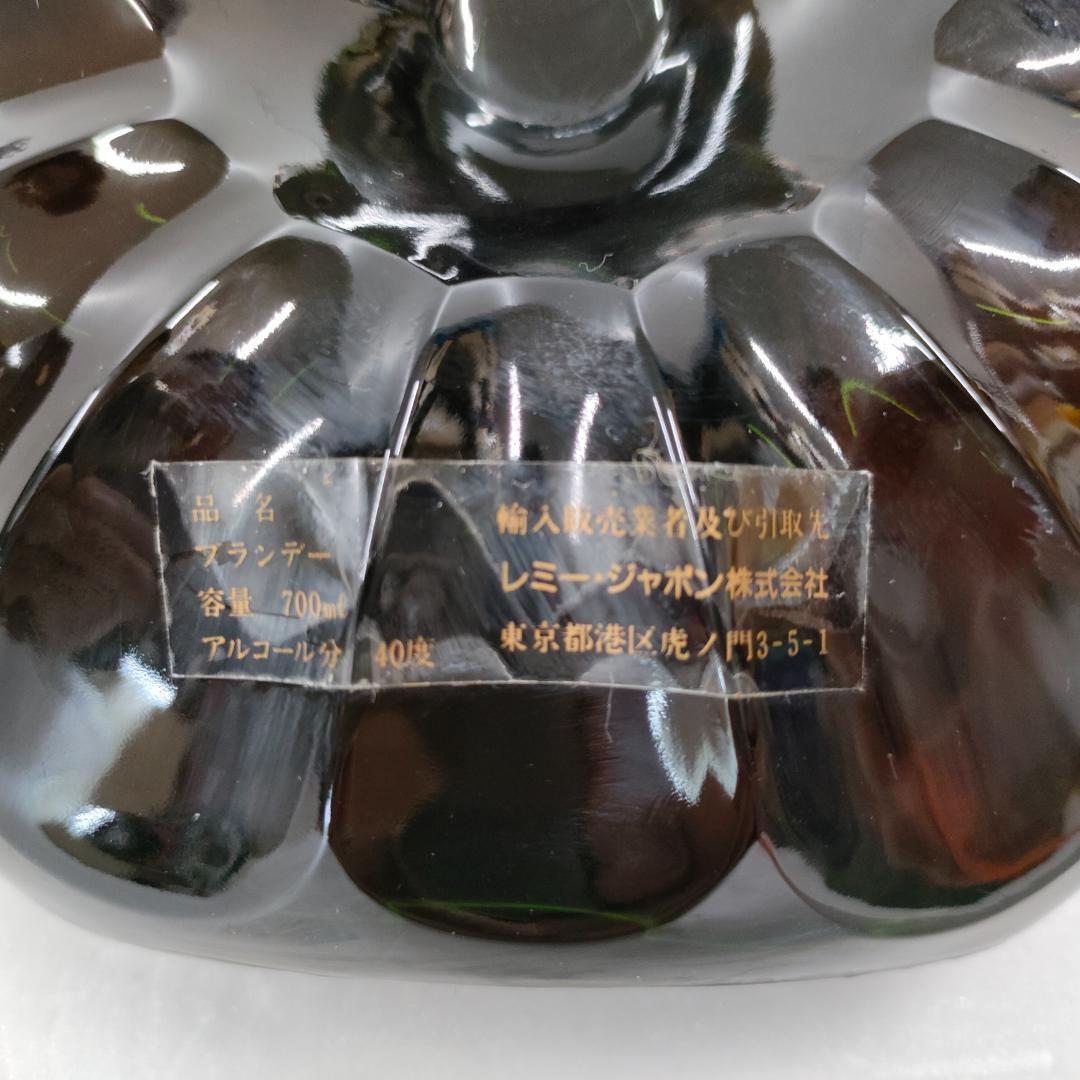 品名
ブランデー
容量 700ml
アルコール分 40度
輸入販売業者及び引取先
レミー・ジャポン株式会社
東京都港区虎ノ門3-5-1